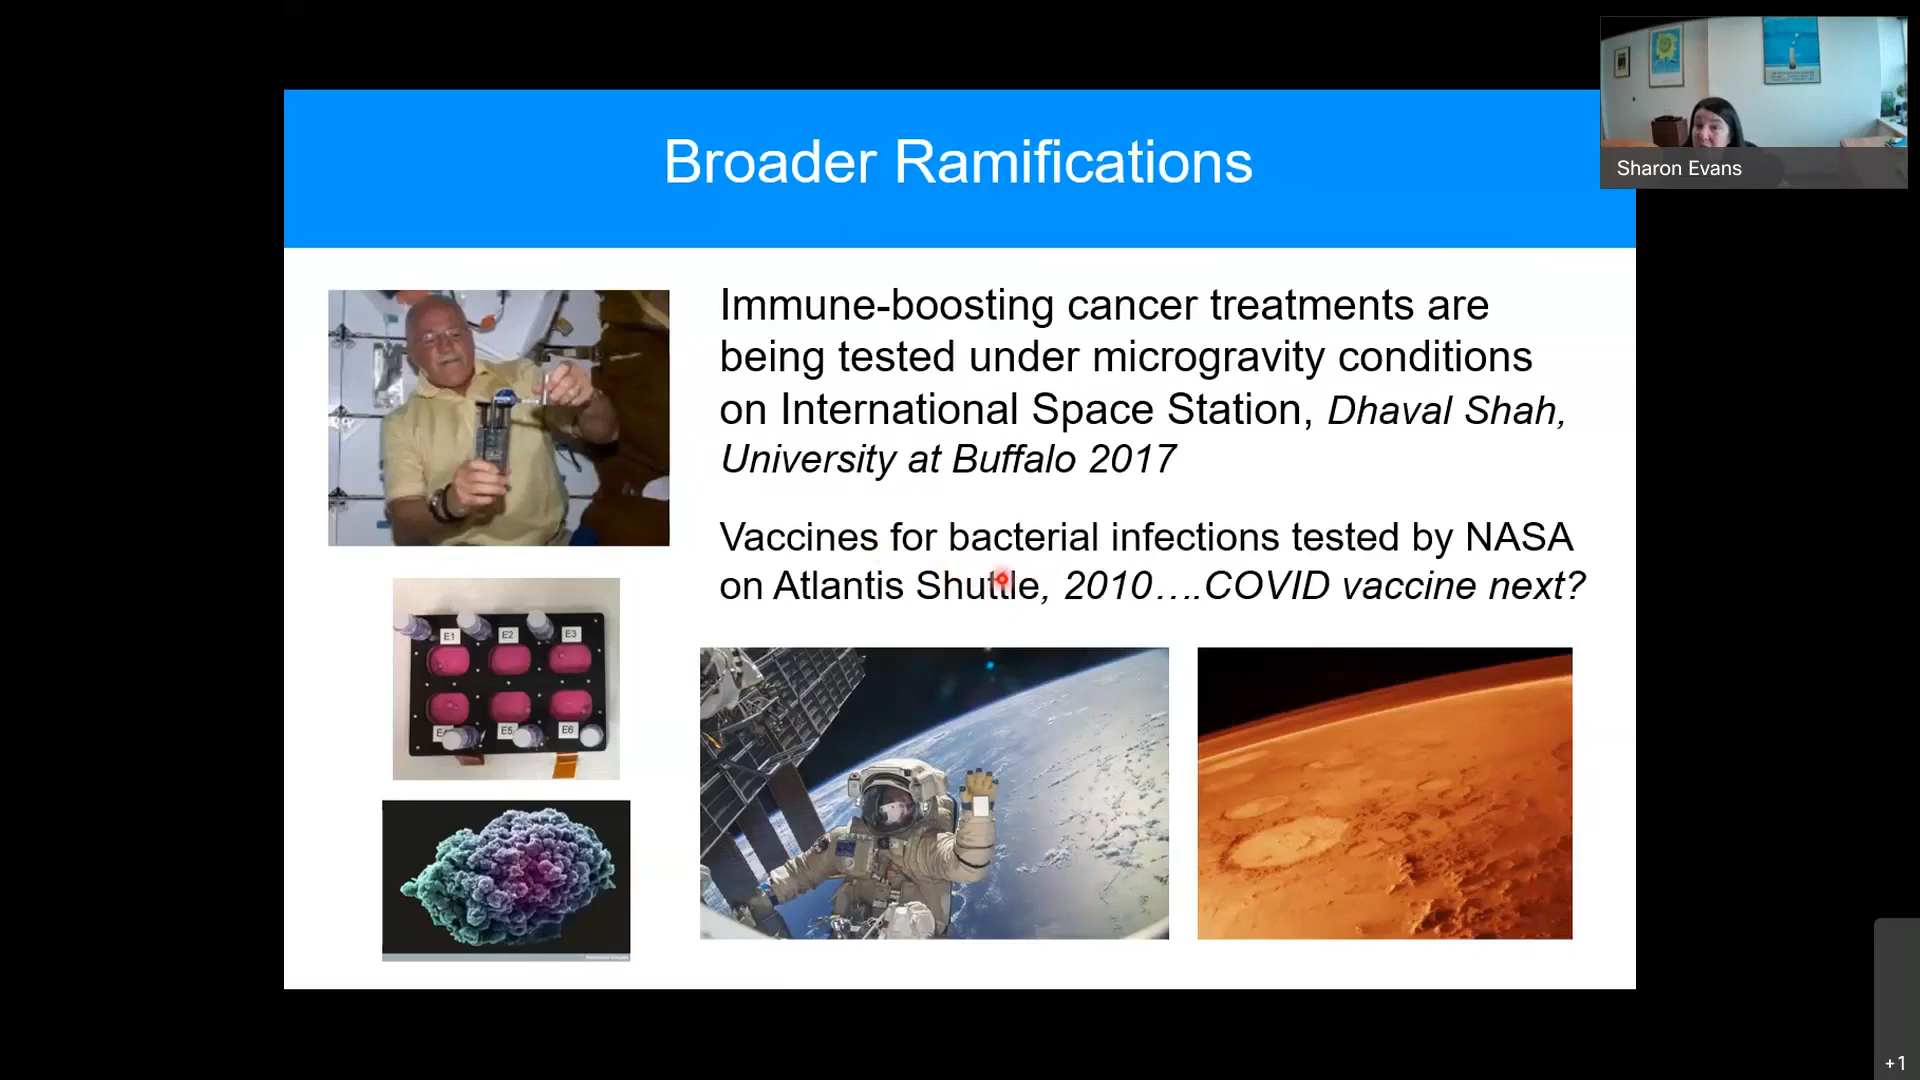 Broader Ramifications
Sharon Evans
Immune-boosting cancer treatments are
being tested under microgravity conditions
on International Space Station, Dhaval Shah,
University at Buffalo 2017
Vaccines for bacterial infections tested by NASA
on Atlantis Shuttle, 2010….COVID vaccine next?
E1 E2 E3
E5 E6
+1